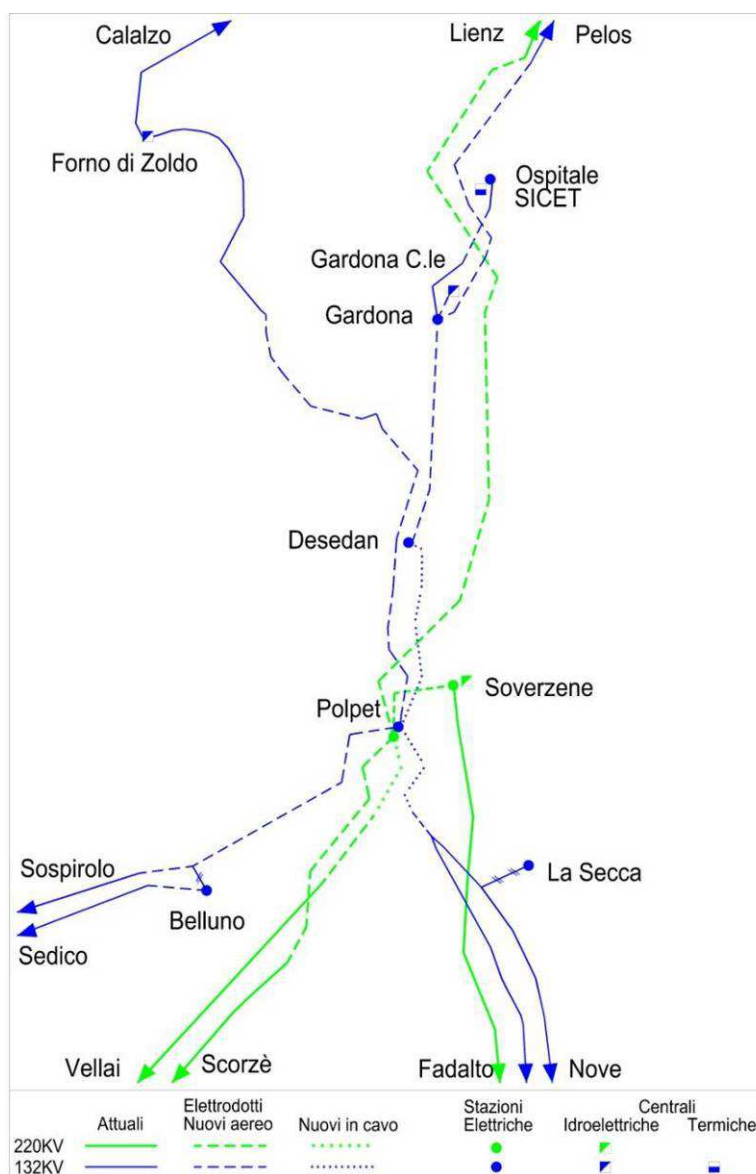 Calalzo
Lienz
Pelos
Forno di Zoldo
Ospitale
SICET
Gardona C.le
Gardona
Desedan
Soverzene
Polpet
La Secca
Sospirolo
Belluno
Sedico
Vellai
Scorzè
Fadalto
Nove
Elettrodotti
Attuali
Nuovi aereo
Nuovi in cavo
Stazioni
Elettriche
Centrali
Idroelettriche
Termiche
220KV
132KV